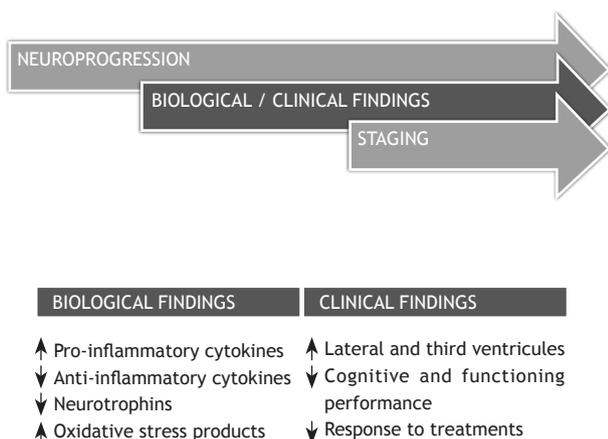 NEUROPROGRESSION
BIOLOGICAL / CLINICAL FINDINGS
STAGING
BIOLOGICAL FINDINGS
Pro-inflammatory cytokines
Anti-inflammatory cytokines
Neurotrophins
Oxidative stress products
CLINICAL FINDINGS
Lateral and third ventricules
Cognitive and functioning
performance
Response to treatments